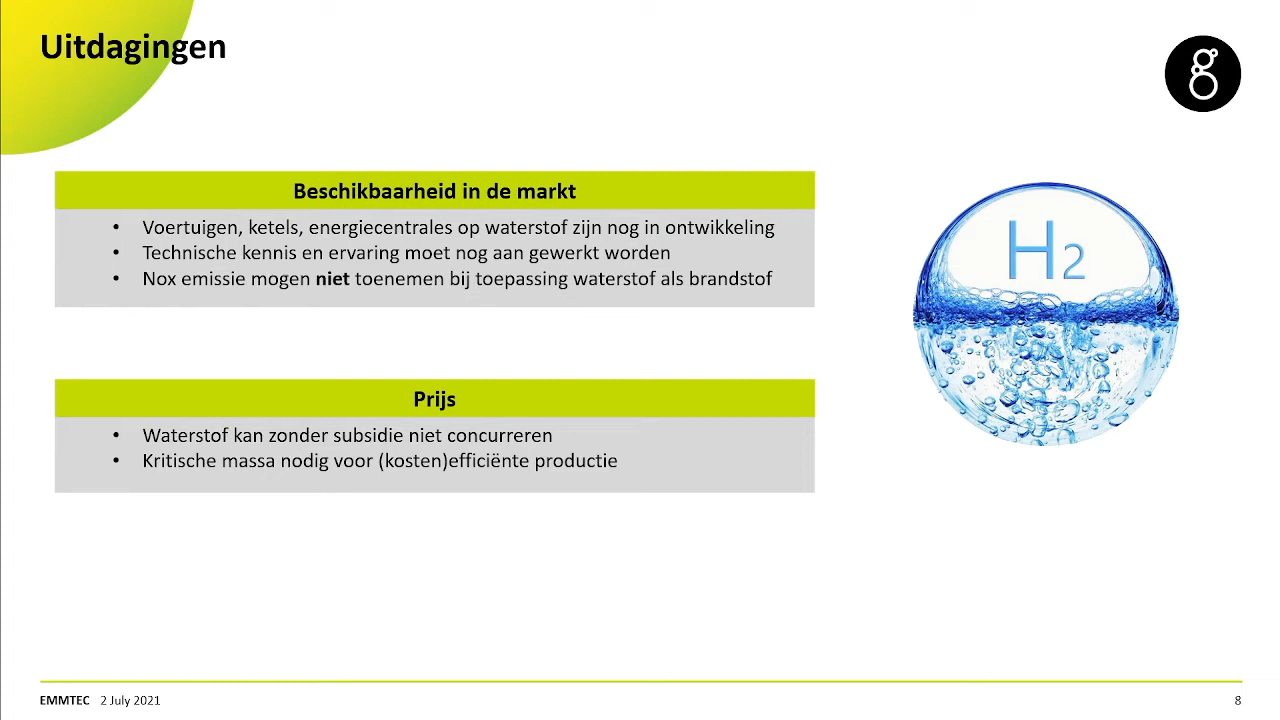 Uitdagingen
Beschikbaarheid in de markt
• Voertuigen, ketels, energiecentrales op waterstof zijn nog in ontwikkeling
• Technische kennis en ervaring moet nog aan gewerkt worden
• Nox emissie mogen niet toenemen bij toepassing waterstof als brandstof
H2
Prijs
• Waterstof kan zonder subsidie niet concurreren
• Kritische massa nodig voor (kosten)efficiënte productie
EMMTEC 2 July 2021
8